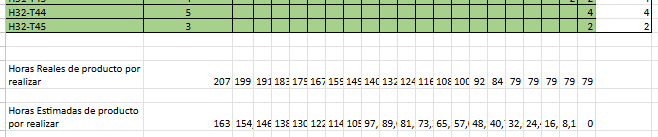 H32-T44 5 4 4
H32-T45 3 2 2
Horas Reales de producto por
realizar 207 199 191 183 175 167 159 149 140 132 124 116 108 100 92 84 79 79 79 79 79
Horas Estimadas de producto
por realizar 163 154, 146 138 130 122 114 105 97, 89, 81, 73, 65, 57, 48, 40, 32, 24, 16, 8,1 0